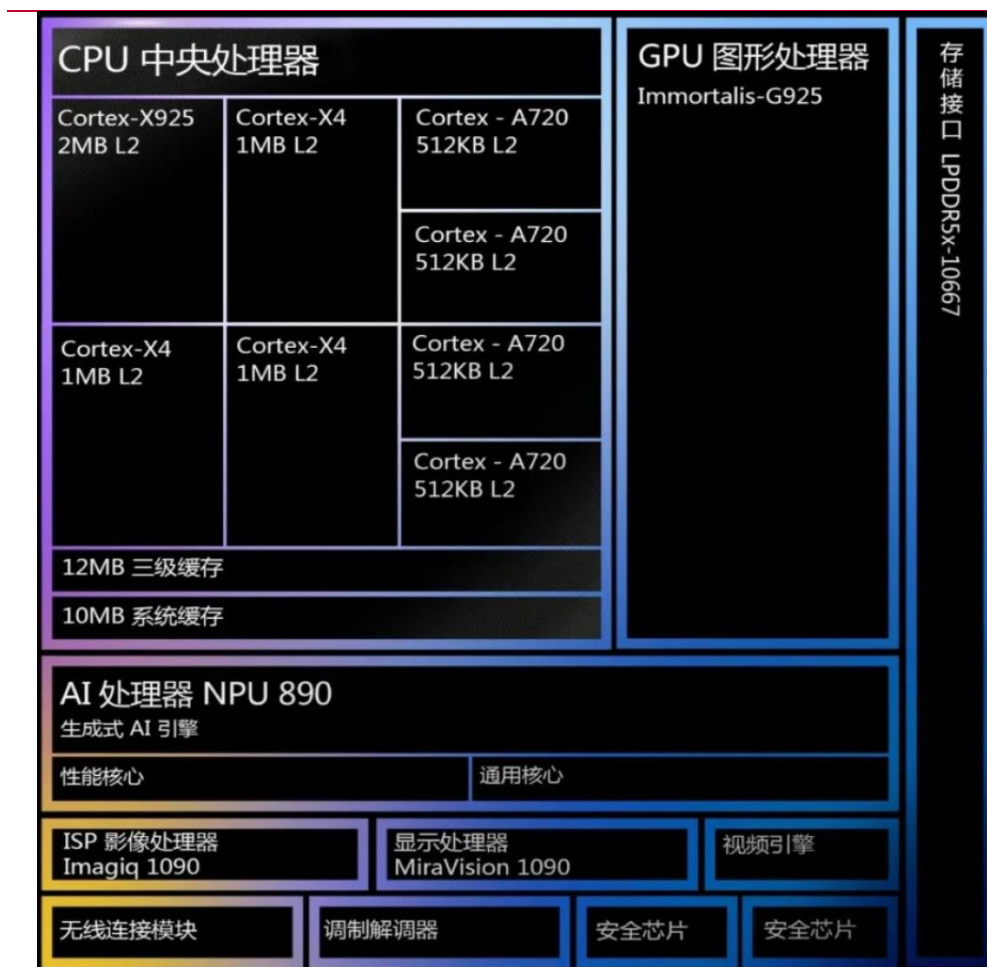 CPU 中央处理器
Cortex-X925
2MB L2
Cortex-X4
1MB L2
Cortex - A720
512KB L2
Cortex - A720
512KB L2
Cortex-X4
1MB L2
Cortex-X4
1MB L2
Cortex - A720
512KB L2
Cortex - A720
512KB L2
12MB 三级缓存
10MB 系统缓存
GPU 图形处理器
Immortalis-G925
存储接口 LPDDR5x-10667
AI 处理器 NPU 890
生成式 AI 引擎
性能核心
通用核心
ISP 影像处理器
Imagiq 1090
显示处理器
MiraVision 1090
视频引擎
无线连接模块
调制解调器
安全芯片
安全芯片